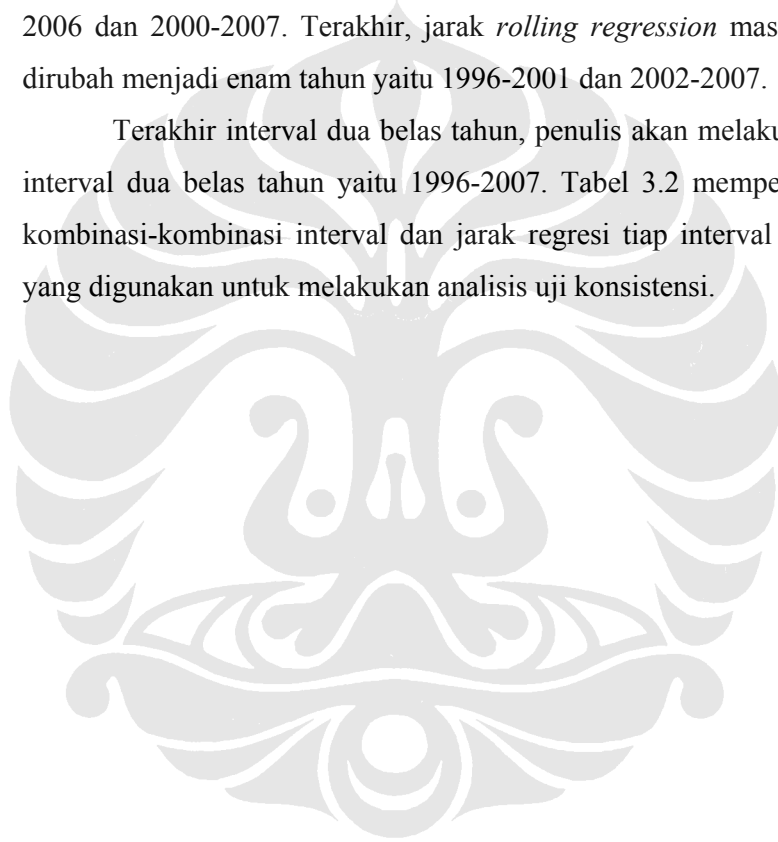 2006 dan 2000-2007. Terakhir, jarak rolling regression mas
dirubah menjadi enam tahun yaitu 1996-2001 dan 2002-2007.
Terakhir interval dua belas tahun, penulis akan melaku
interval dua belas tahun yaitu 1996-2007. Tabel 3.2 mempe
kombinasi-kombinasi interval dan jarak regresi tiap interval
yang digunakan untuk melakukan analisis uji konsistensi.